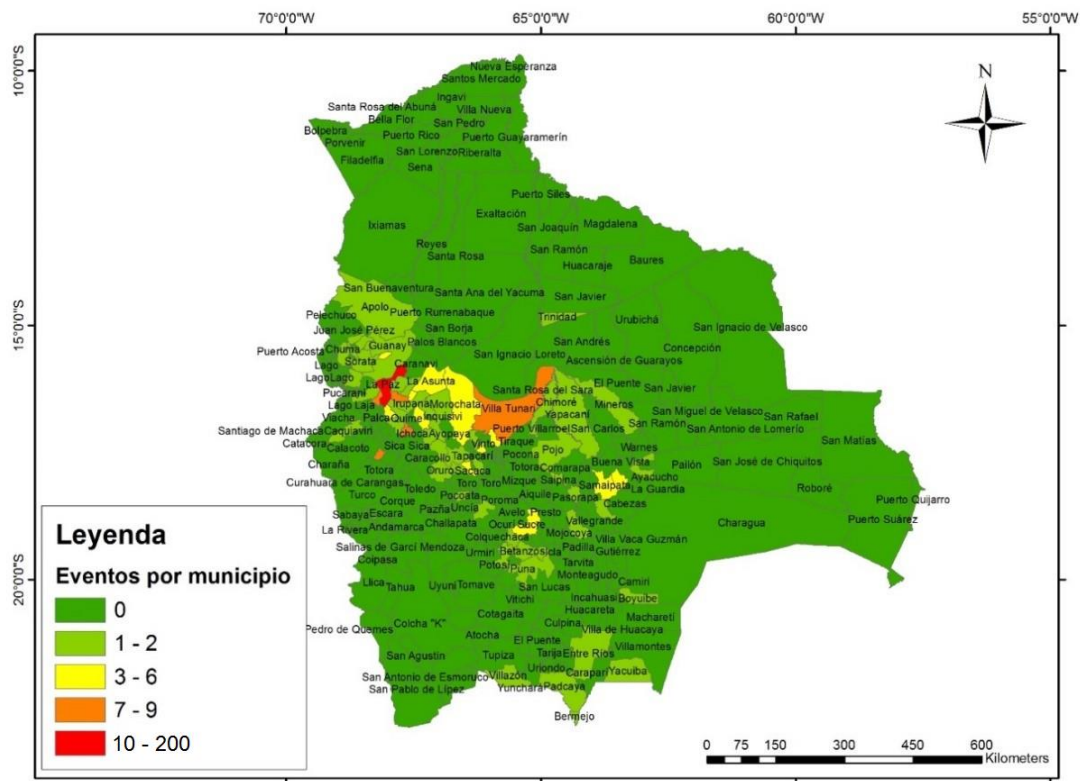 70°0'0"W 65°0'0"W 60°0'0"W 55°0'0"W
10°0'0"S
15°0'0"S
20°0'0"S
N
Nueva Esperanza
Santos Mercado
Ingavi
Santa Rosa del Abuná
Villa Nueva
Bella Flor
San Pedro
Bolpebra
Porvenir
Puerto Rico
Puerto Guayaramerín
Filadelfia
San Lorenzo
Riberalta
Sena
Puerto Siles
Exaltación
Ixiamas
San Joaquín
Magdalena
Reyes
Santa Rosa
San Ramón
Huacaraje
Baures
San Buenaventura
Santa Ana del Yacuma
San Javier
Apolo
Pelechuco
Puerto Rurrenabaque
Trinidad
Urubichá
Juan José Pérez
San Borja
San Ignacio de Velasco
Puerto Acosta
Chuma
Guanay
Palos Blancos
San Andrés
Concepción
Lago
Sorata
Caranavi
San Ignacio
Loreto
Ascensión de Guarayos
Lago
Lago
La Paz
La Asunta
Santa Rosa del Sara
El Puente
San Javier
Pucarani
Lago
Laja
Irupana
Morochata
Villa Tunari
Chimoré
Yapacaní
Mineros
San Miguel de Velasco
San Rafael
Viacha
Palca
Quime
Inquisivi
Puerto Villarroel
San Carlos
San Ramón
San Antonio de Lomerío
Santiago de Machaca
Caquiaviri
Ichoca
Ayopaya
San Matías
Catacora
Calacoto
Sica Sica
Vinto
Tiraque
Pojo
Warnes
Charaña
Caracollo
Tapacarí
Pocona
Buena Vista
Pailón
San José de Chiquitos
Totora
Oruro
Sacaca
Totora
Comarapa
Ayacucho
Curahuara de Carangas
Toro Toro
Mizque
Saipina
Samaipata
La Guardia
Roboré
Turco
Toledo
Pocoata
Poroma
Aiquile
Pasorapa
Cabezas
Puerto Quijarro
Corque
Sabaya
Escara
Pazña
Uncía
Avelo
Presto
Puerto Suárez
La Rivera
Andamarca
Challapata
Ocurí
Sucre
Vallegrande
Charagua
Colquechaca
Mojocoya
Villa Vaca Guzmán
Salinas de Garcí Mendoza
Coipasa
Urmiri
Betanzos
Padilla
Gutiérrez
Potosí
Puna
Tarvita
Llica
Tahua
Uyuni
Tomave
Monteagudo
San Lucas
Camiri
Vitichi
Incahuasi
Boyuibe
Cotagaita
Huacareta
Macharetí
Colcha "K"
Culpina
Villa de Huacaya
Pedro de Quemes
Atocha
El Puente
Villamontes
San Agustin
Tupiza
Tarija
Entre Ríos
Uriondo
Caraparí
Yacuiba
San Antonio de Esmoruco
Villazón
San Pablo de Lípez
Yunchará
Padcaya
Bermejo
Leyenda
Eventos por municipio
0
1 - 2
3 - 6
7 - 9
10 - 200
0 75 150 300 450 600
Kilometers